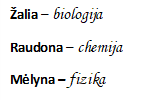 Žalia – biologija
Raudona – chemija
Mėlyna – fizika